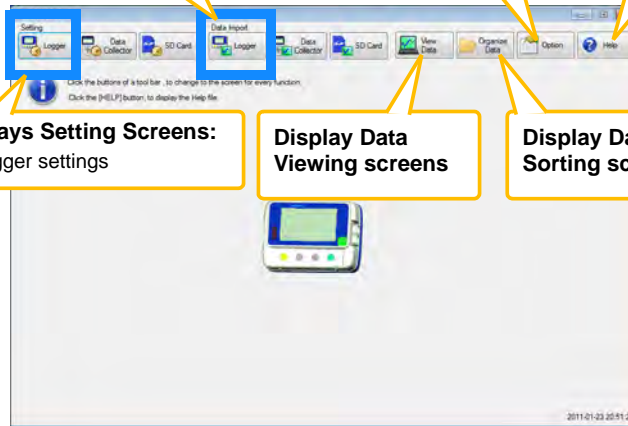 Setting
Data Import
Logger
Data
Collector
SD Card
Logger
Data
Collector
SD Card
View
Data
Organize
Data
Option
Help
Click the buttons of a tool bar , to change to the screen for every function.
Click the [HELP] button, to display the Help file.
ays Setting Screens:
gger settings
Display Data
Viewing screens
Display Da
Sorting sc
2011-01-23 20:51:2